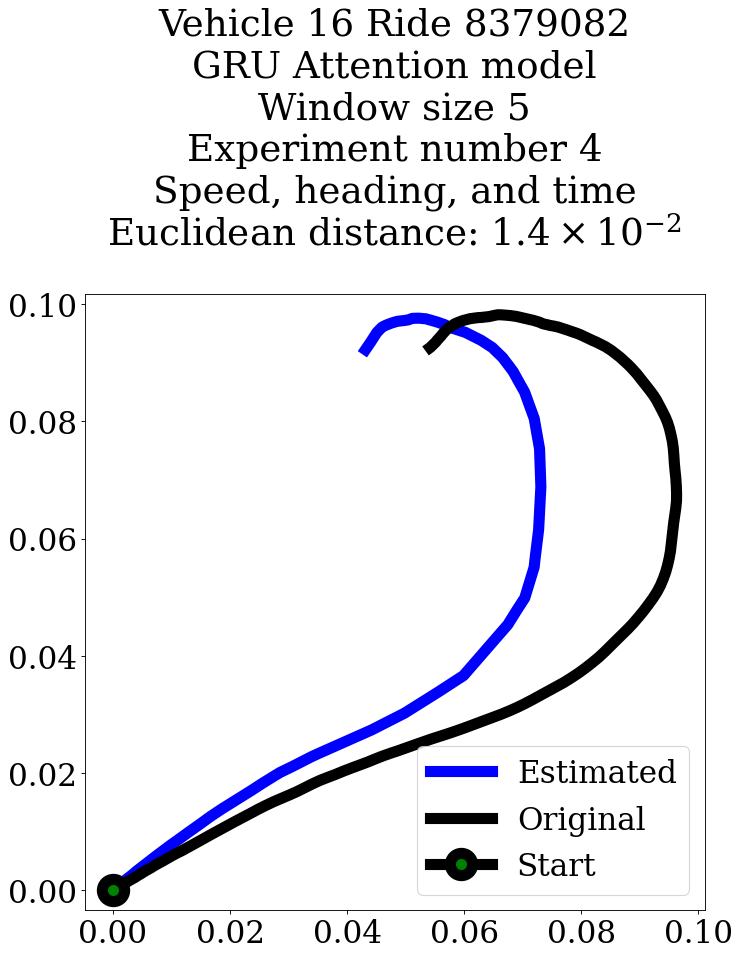 Vehicle 16 Ride 8379082
GRU Attention model
Window size 5
Experiment number 4
Speed, heading, and time
Euclidean distance: 1.4 × 10⁻²
0.10
0.08
0.06
0.04
0.02
0.00
Estimated
Original
Start
0.00 0.02 0.04 0.06 0.08 0.10